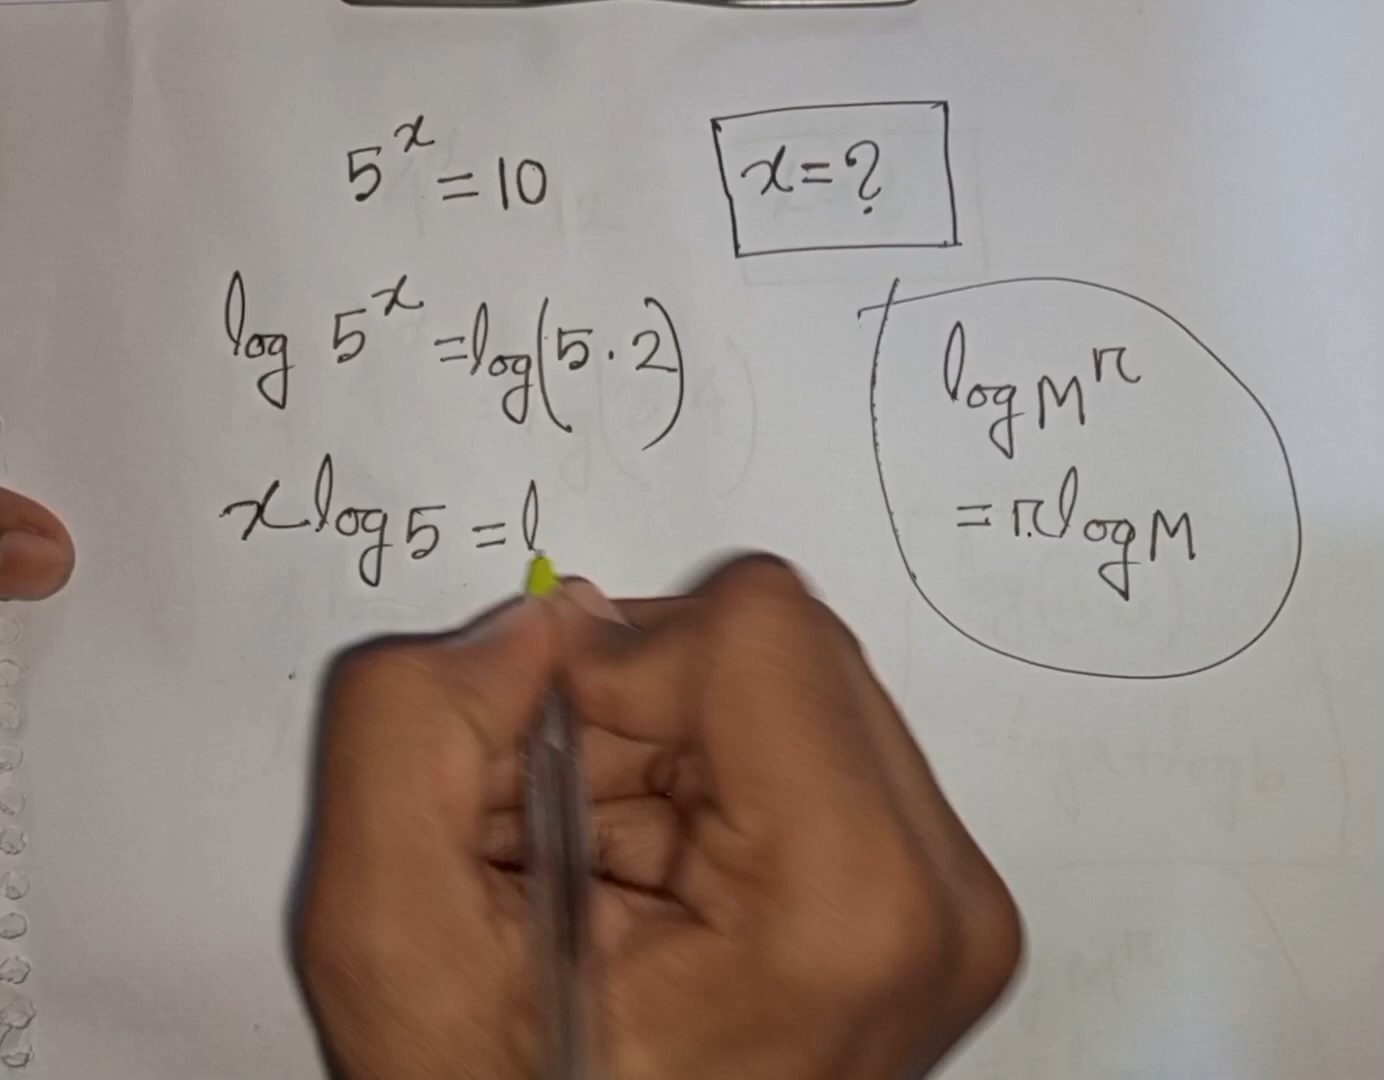 5^x = 10
x = ?
log 5^x = log(5 · 2)
x log 5 = l
log M^r
= r log M